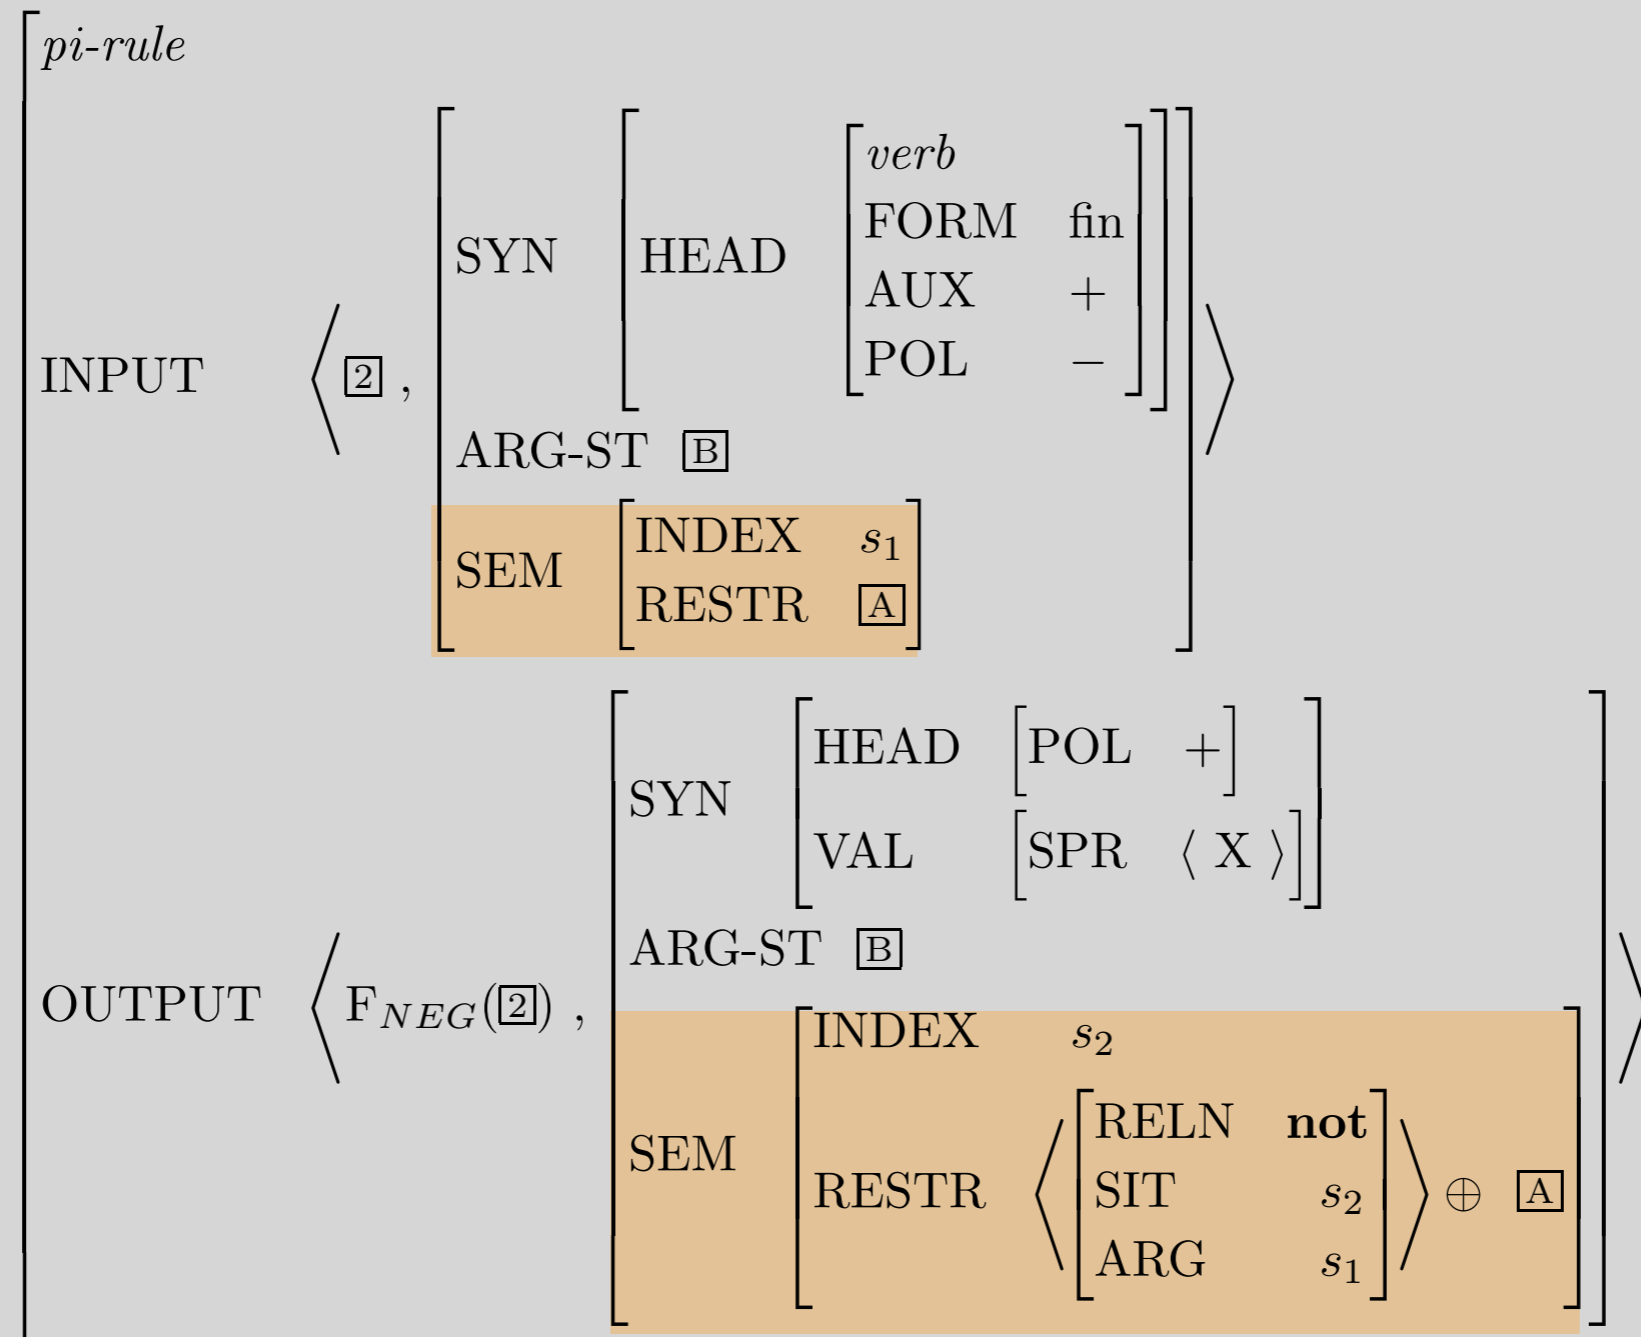 pi-rule
verb
FORM fin
SYN HEAD AUX +
POL −
INPUT ⟨ 2 ,
ARG-ST B
INDEX s₁
SEM
RESTR A
⟩
HEAD [POL +]
SYN
VAL [SPR ⟨ X ⟩]
ARG-ST B
OUTPUT ⟨ F_NEG(2) ,
INDEX s₂
RELN not
SEM
RESTR ⟨ SIT s₂ ⟩ ⊕ A
ARG s₁
⟩